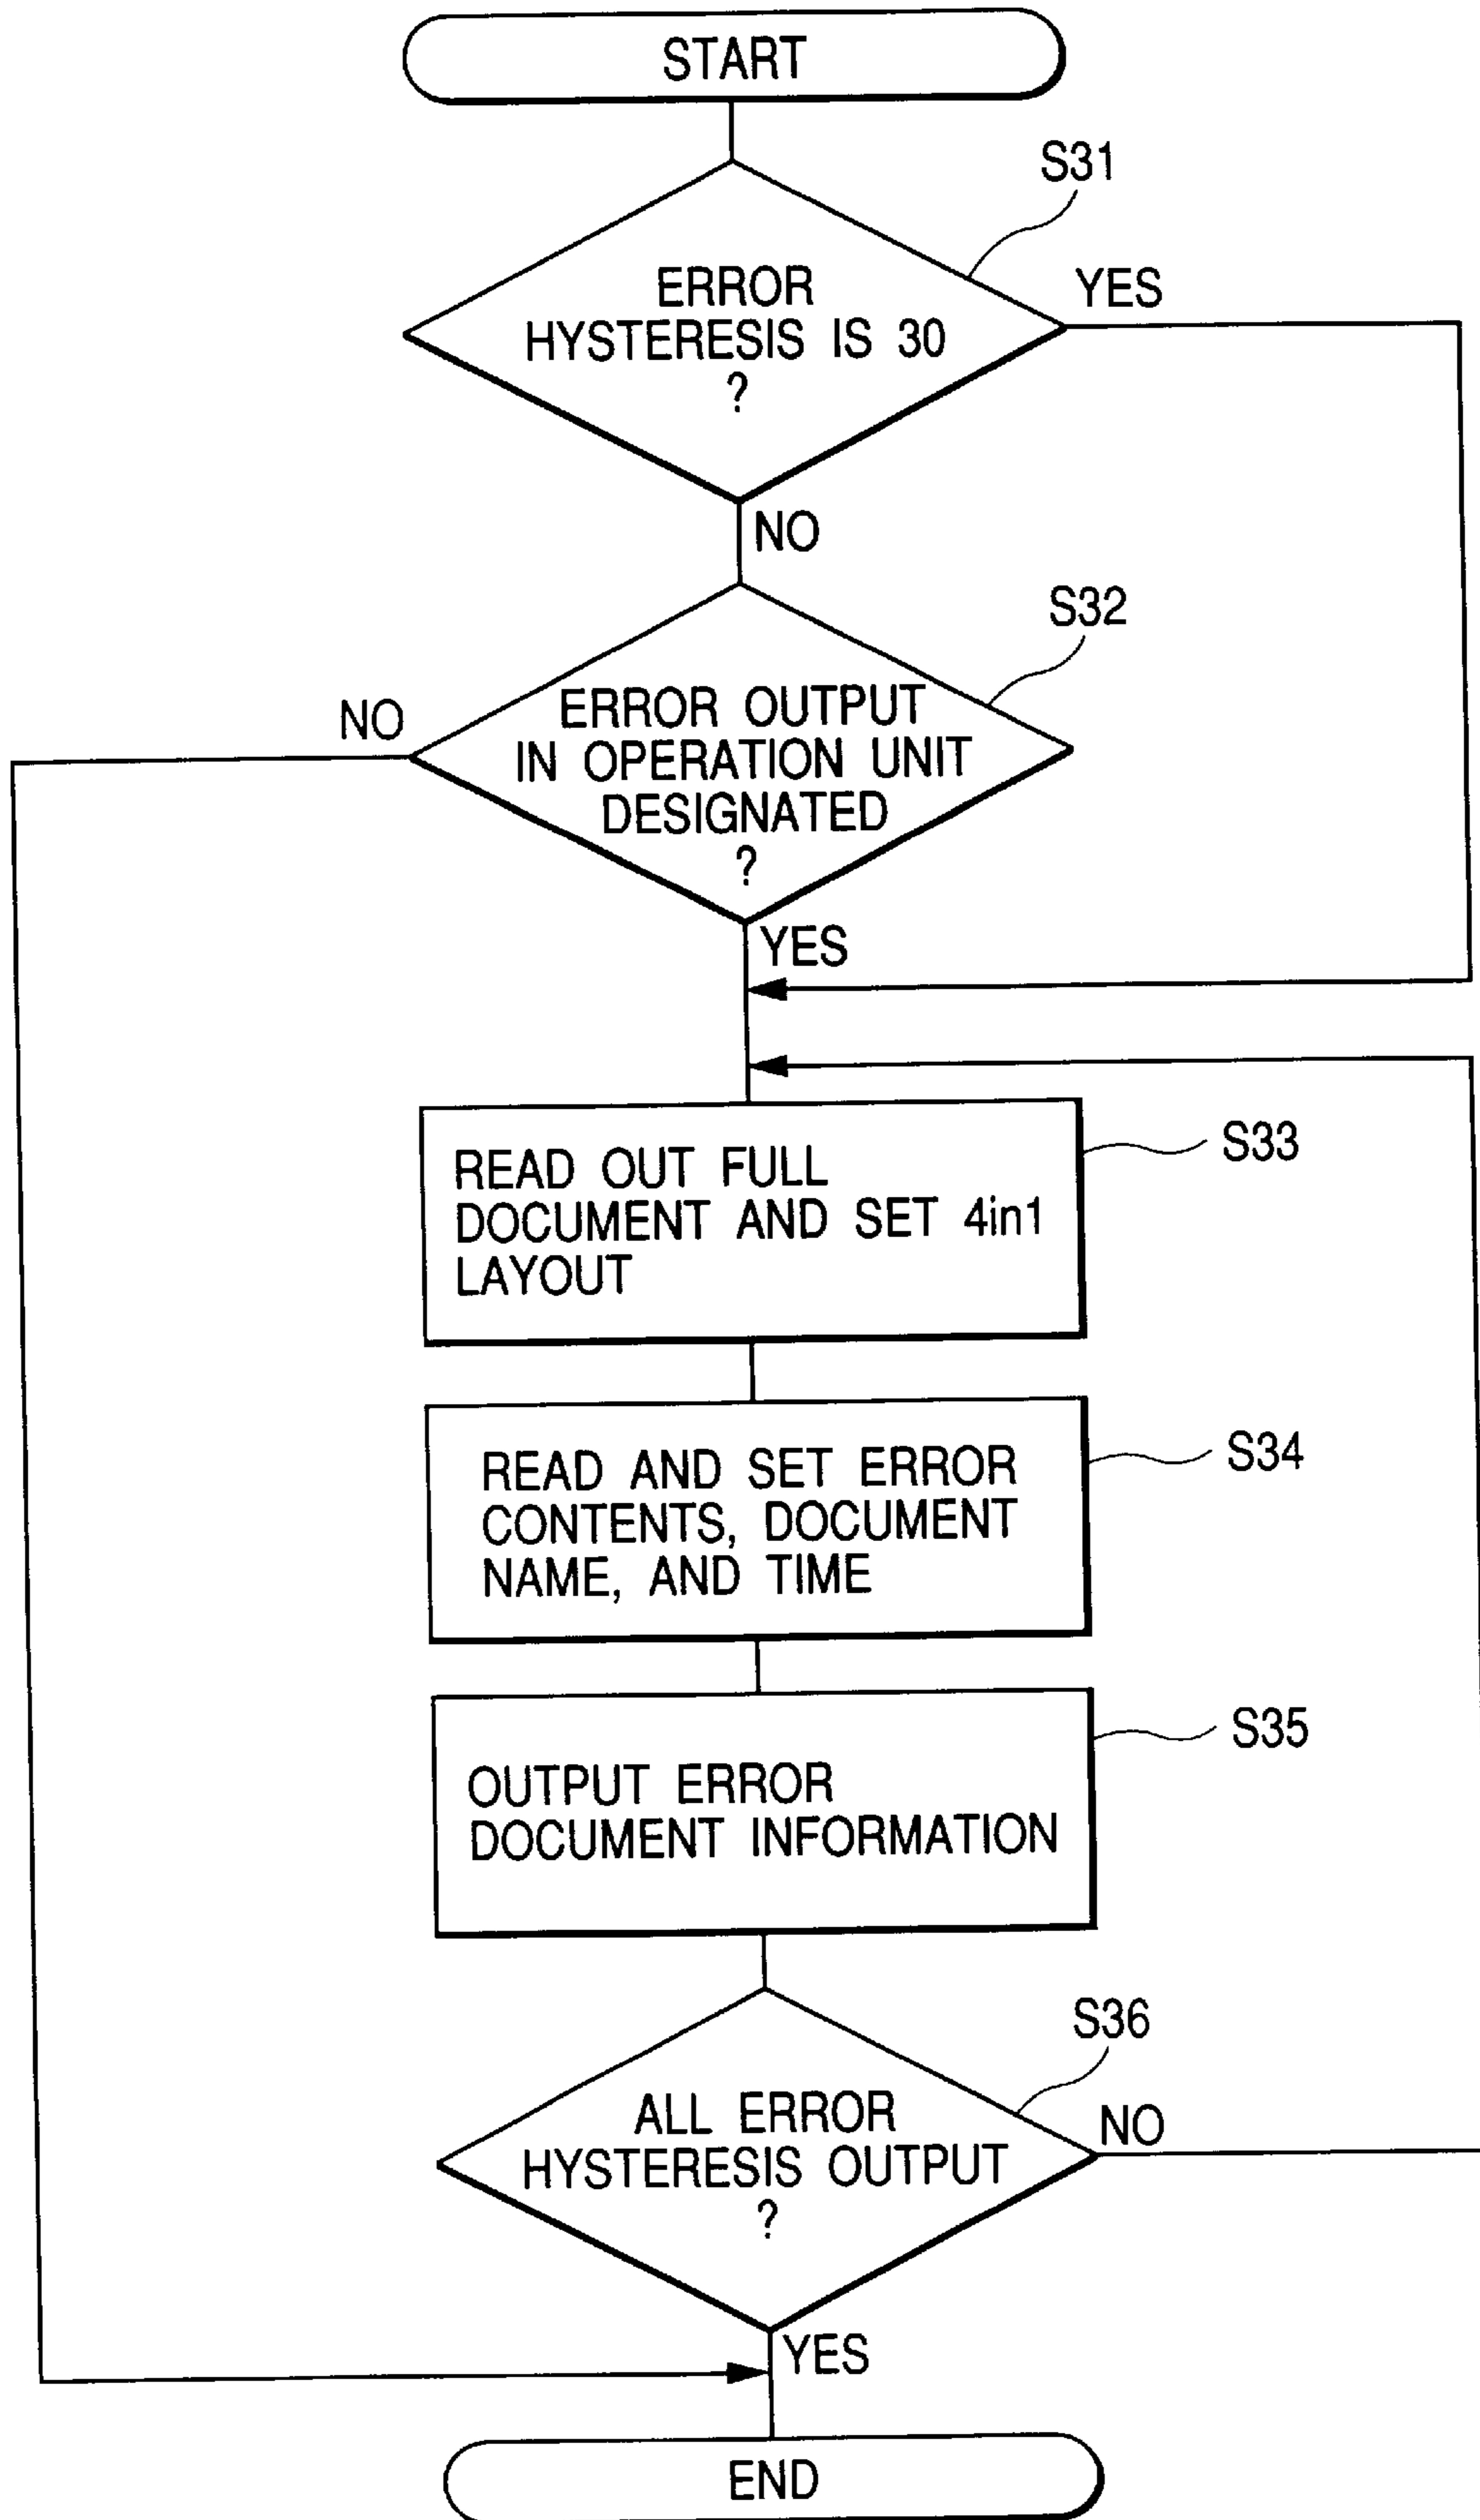 START
S31
ERROR
HYSTERESIS IS 30
?
YES
NO
S32
NO
ERROR OUTPUT
IN OPERATION UNIT
DESIGNATED
?
YES
S33
READ OUT FULL
DOCUMENT AND SET 4in1
LAYOUT
S34
READ AND SET ERROR
CONTENTS, DOCUMENT
NAME, AND TIME
S35
OUTPUT ERROR
DOCUMENT INFORMATION
S36
ALL ERROR
HYSTERESIS OUTPUT
?
NO
YES
END